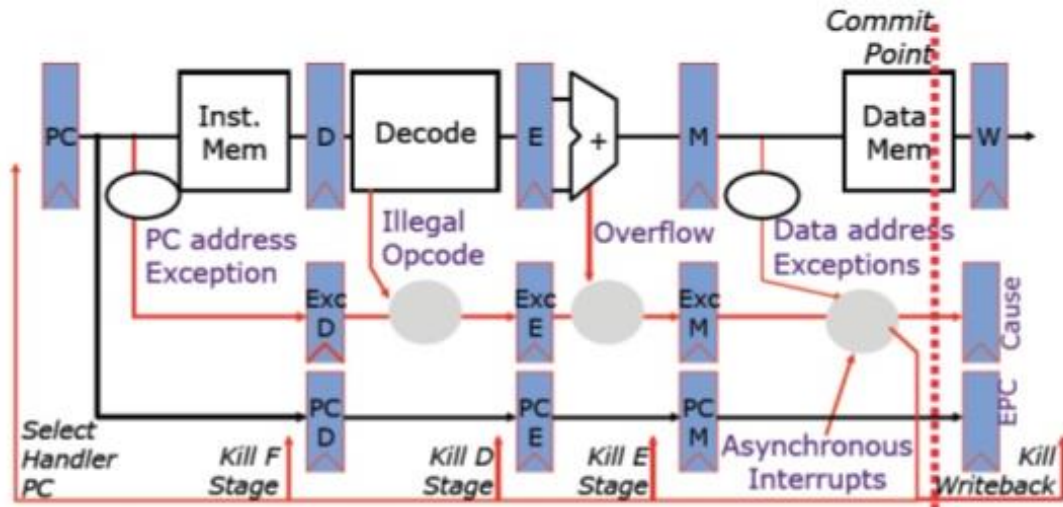 Commit
Point
PC
Inst.
Mem
D
Decode
E
+
M
Data
Mem
W
PC address
Exception
Illegal
Opcode
Overflow
Data address
Exceptions
Exc
D
Exc
E
Exc
M
Cause
PC
D
PC
E
PC
M
EPC
Select
Handler
PC
Kill F
Stage
Kill D
Stage
Kill E
Stage
Asynchronous
Interrupts
Kill
Writeback